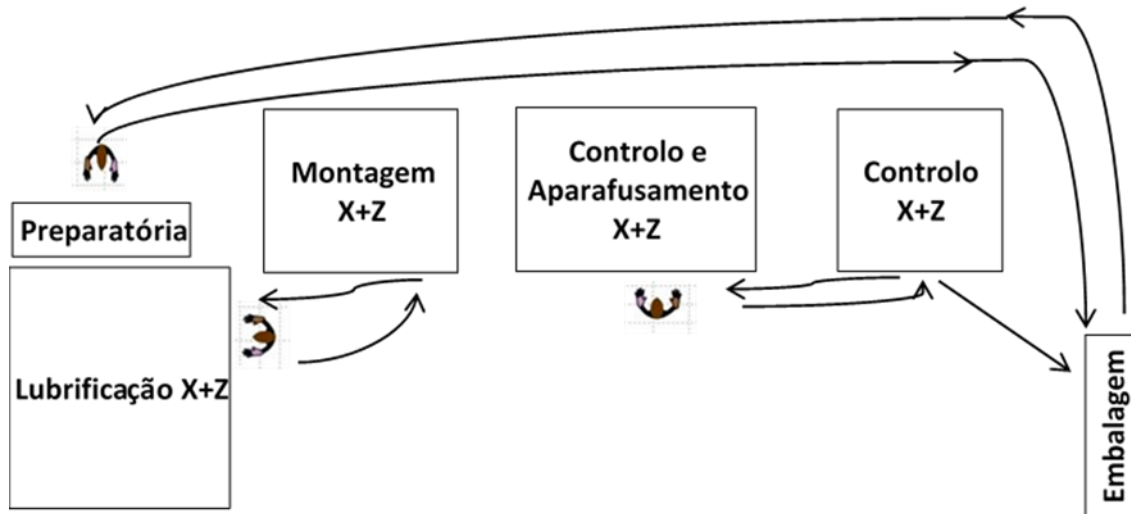 Preparatória
Lubrificação X+Z
Montagem
X+Z
Controlo e
Aparafusamento
X+Z
Controlo
X+Z
Embalagem